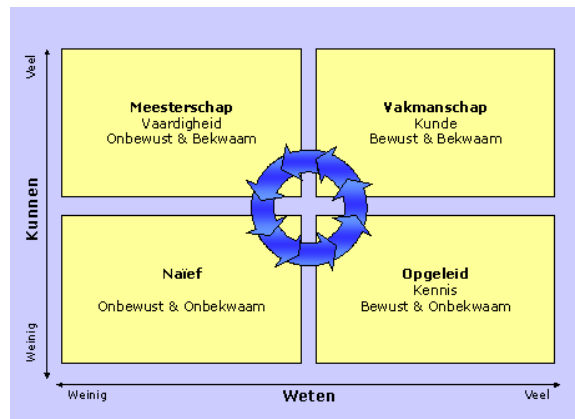 Veel
Kunnen
Weinig
Meesterschap
Vaardigheid
Onbewust & Bekwaam
Vakmanschap
Kunde
Bewust & Bekwaam
Naïef
Onbewust & Onbekwaam
Opgeleid
Kennis
Bewust & Onbekwaam
Weinig
Weten
Veel